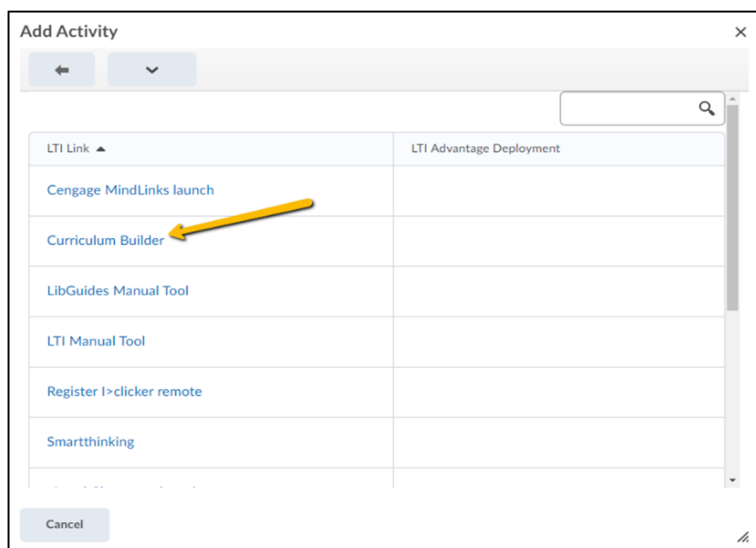 Add Activity
LTI Link LTI Advantage Deployment
Cengage MindLinks launch
Curriculum Builder
LibGuides Manual Tool
LTI Manual Tool
Register I>clicker remote
Smartthinking
Cancel